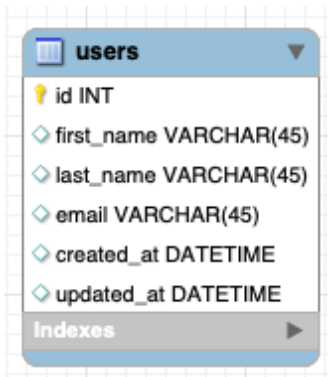 users
id INT
first_name VARCHAR(45)
last_name VARCHAR(45)
email VARCHAR(45)
created_at DATETIME
updated_at DATETIME
Indexes